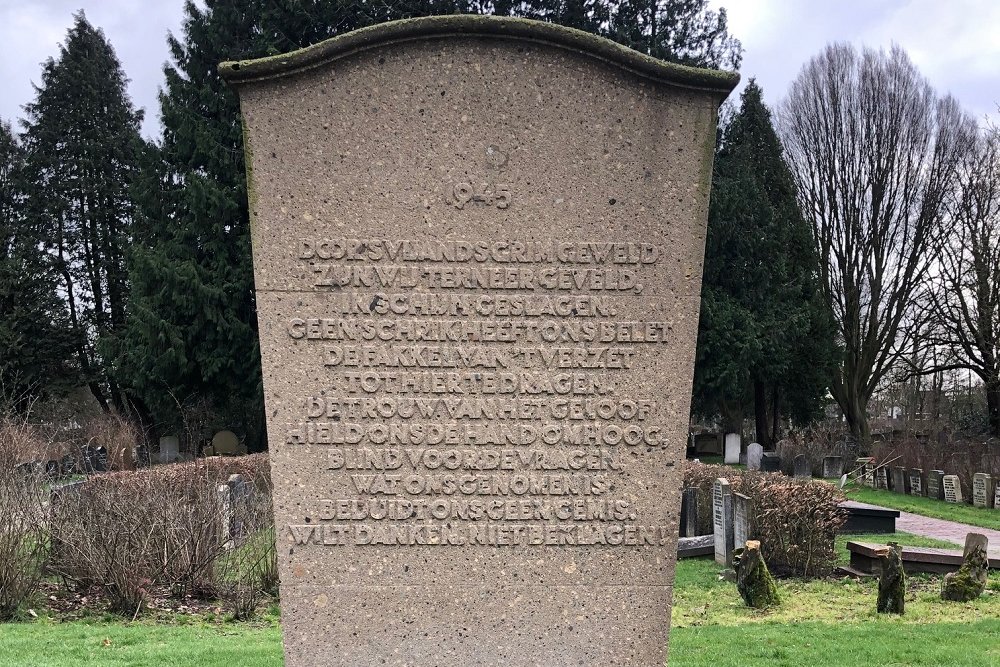 1945
DOOR 'S VIJANDS GRIM GEWELD
ZIJN WIJ TERNEER GEVELD,
IN SCHIJN GESLAGEN.
GEEN SCHRIK HEEFT ONS BELET
DE FAKKEL VAN 'T VERZET
TOT HIER TE DRAGEN.
DE TROUW VAN HET GELOOF
HIELD ONS DE HAND OMHOOG,
BLIND VOOR DE VRAGEN.
WAT ONS GENOMEN IS
BELUIDT ONS GEEN GEMIS.
WILT DANKEN, NIET BEKLAGEN!